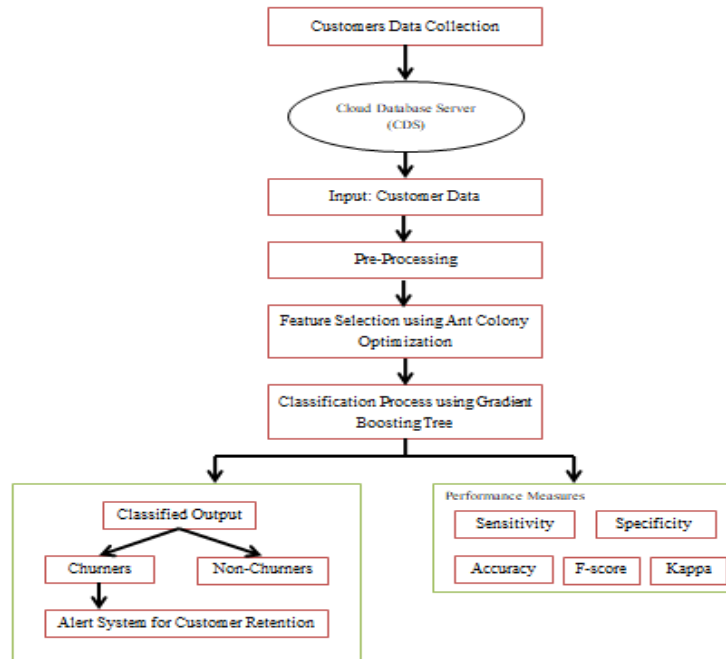 Customers Data Collection
Cloud Database Server
(CDS)
Input: Customer Data
Pre-Processing
Feature Selection using Ant Colony
Optimization
Classification Process using Gradient
Boosting Tree
Classified Output
Churners
Non-Churners
Alert System for Customer Retention
Performance Measures
Sensitivity
Specificity
Accuracy
F-score
Kappa